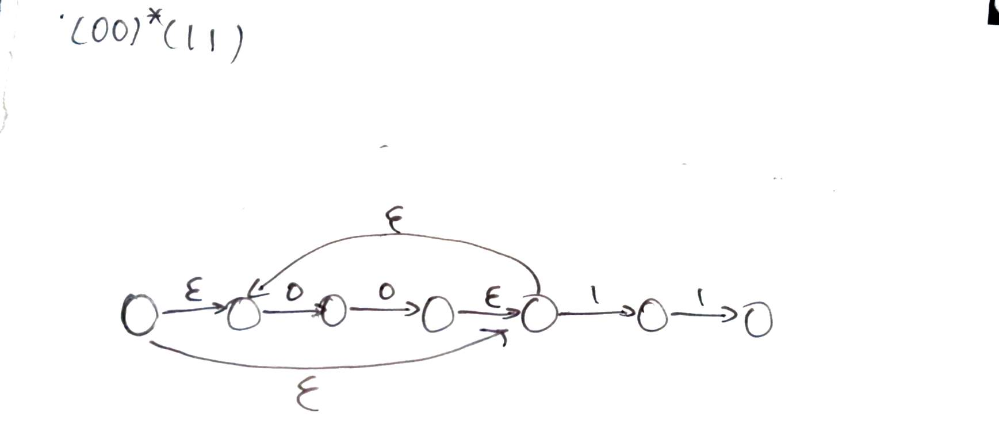 (00)*(11)
ε
ε 0 0 ε 1 1
ε